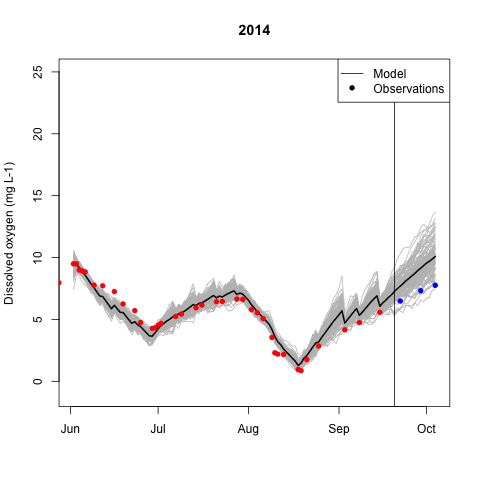 2014
Model
Observations
Dissolved oxygen (mg L-1)
25
20
15
10
5
0
Jun
Jul
Aug
Sep
Oct